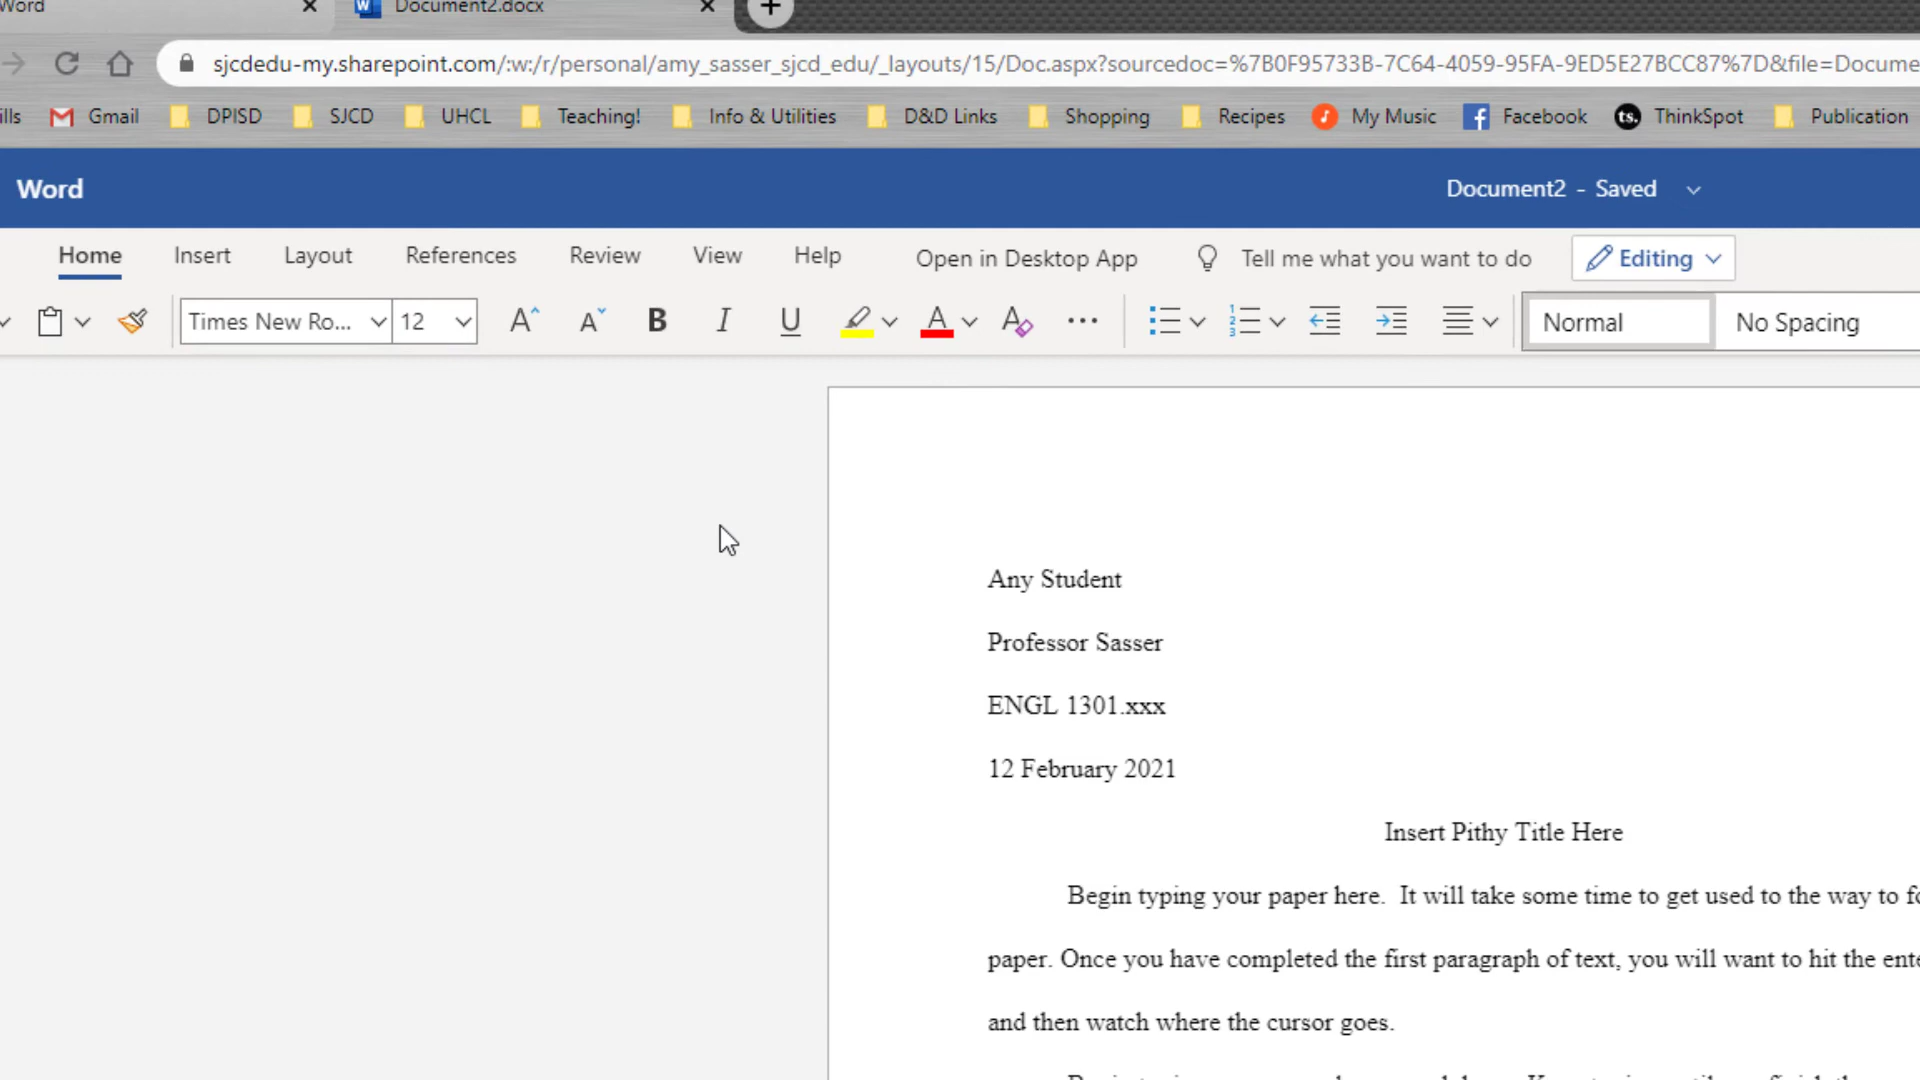 Word
Document2.docx
sjcdedu-my.sharepoint.com/:w:/r/personal/amy_sasser_sjcd_edu/_layouts/15/Doc.aspx?sourcedoc=%7B0F95733B-7C64-4059-95FA-9ED5E27BCC87%7D&file=Docume
ills Gmail DPISD SJCD UHCL Teaching! Info & Utilities D&D Links Shopping Recipes My Music Facebook ts. ThinkSpot Publication
Word Document2 - Saved
Home Insert Layout References Review View Help Open in Desktop App Tell me what you want to do Editing
Times New Ro... 12 A A B I U A A ... Normal No Spacing
Any Student
Professor Sasser
ENGL 1301.xxx
12 February 2021
Insert Pithy Title Here
Begin typing your paper here. It will take some time to get used to the way to fo
paper. Once you have completed the first paragraph of text, you will want to hit the ente
and then watch where the cursor goes.